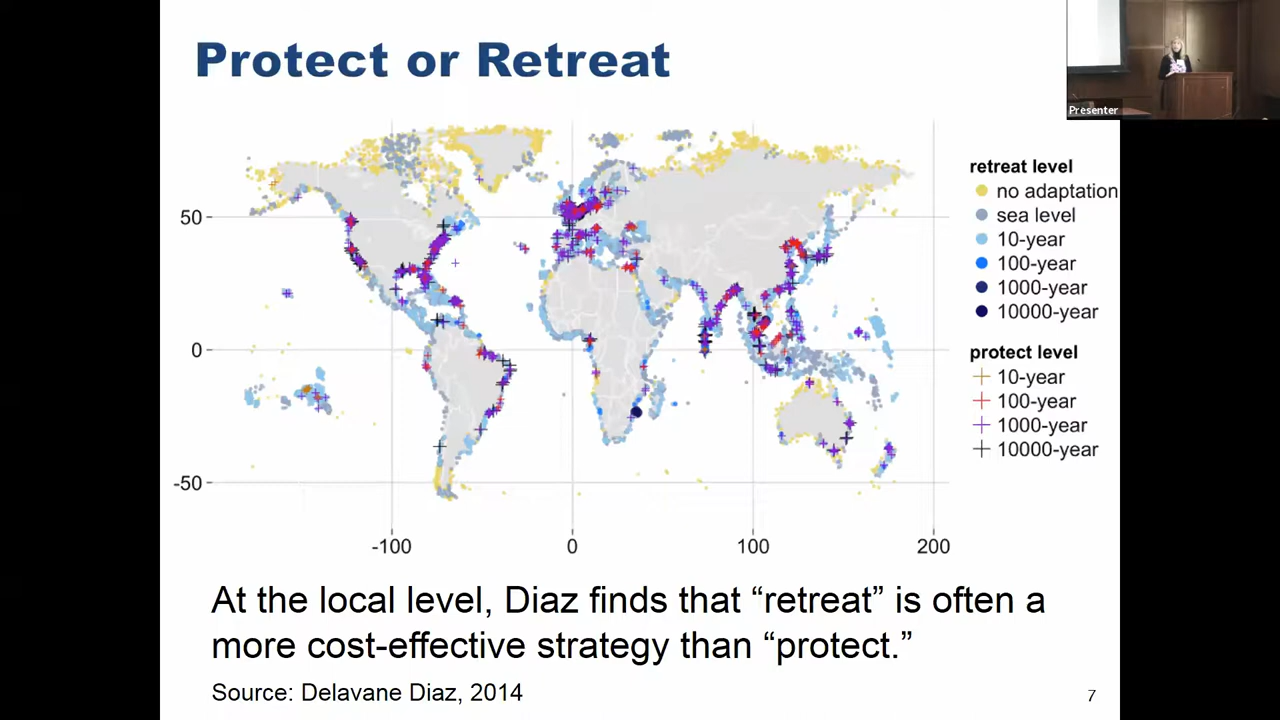 Protect or Retreat
Presenter
retreat level
no adaptation
sea level
10-year
100-year
1000-year
10000-year
protect level
10-year
100-year
1000-year
10000-year
50
0
-50
-100
0
100
200
At the local level, Diaz finds that “retreat” is often a
more cost-effective strategy than “protect.”
Source: Delavane Diaz, 2014
7